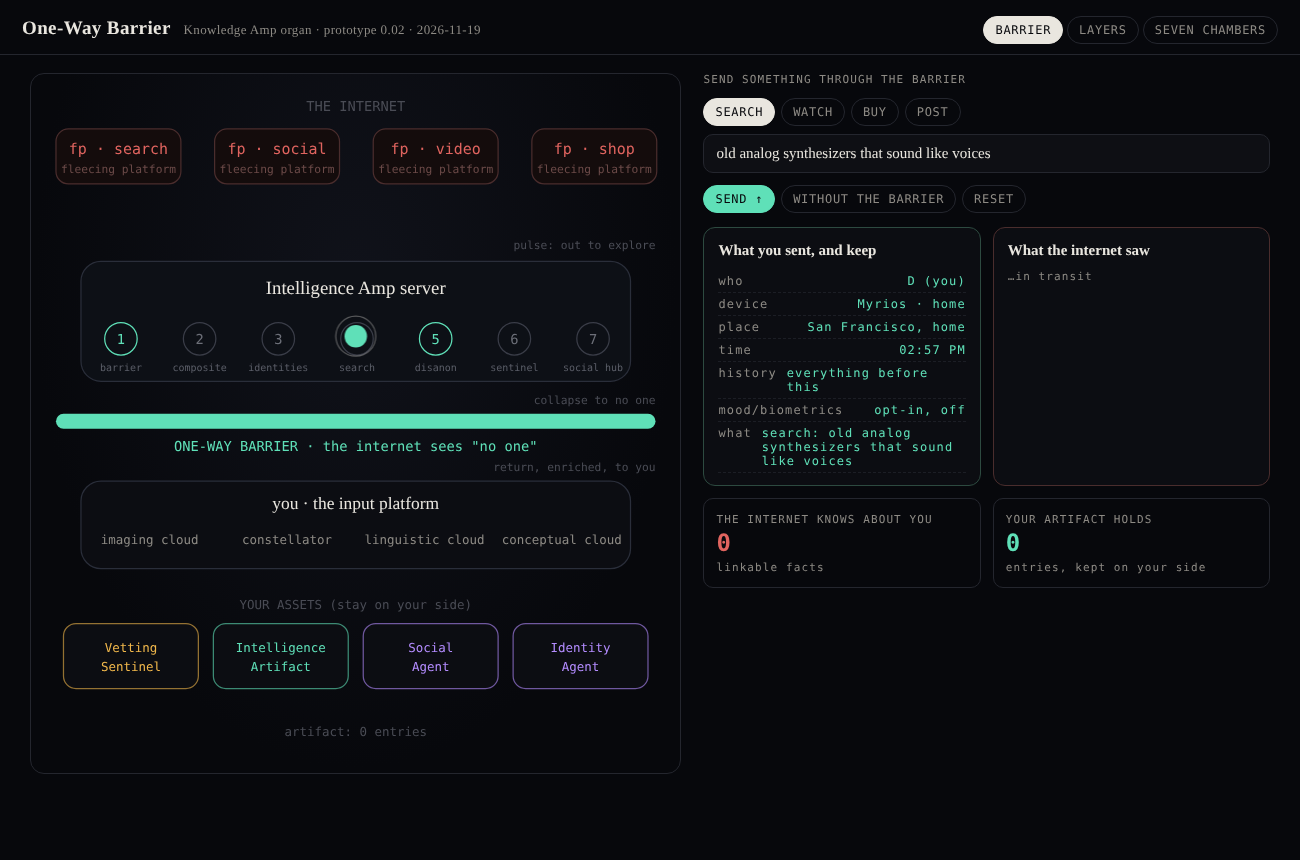 One-Way Barrier Knowledge Amp organ · prototype 0.02 · 2026-11-19
BARRIER LAYERS SEVEN CHAMBERS
THE INTERNET
fp · search fp · social fp · video fp · shop
fleecing platform fleecing platform fleecing platform fleecing platform
pulse: out to explore
Intelligence Amp server
1 2 3 5 6 7
barrier composite identities search disanon sentinel social hub
collapse to no one
ONE-WAY BARRIER · the internet sees "no one"
return, enriched, to you
you · the input platform
imaging cloud constellator linguistic cloud conceptual cloud
YOUR ASSETS (stay on your side)
Vetting Sentinel
Intelligence Artifact
Social Agent
Identity Agent
artifact: 0 entries
SEND SOMETHING THROUGH THE BARRIER
SEARCH WATCH BUY POST
old analog synthesizers that sound like voices
SEND ↑ WITHOUT THE BARRIER RESET
What you sent, and keep
who D (you)
device Myrios · home
place San Francisco, home
time 02:57 PM
history everything before
this
mood/biometrics opt-in, off
what search: old analog
synthesizers that sound
like voices
What the internet saw
…in transit
THE INTERNET KNOWS ABOUT YOU
0
linkable facts
YOUR ARTIFACT HOLDS
0
entries, kept on your side